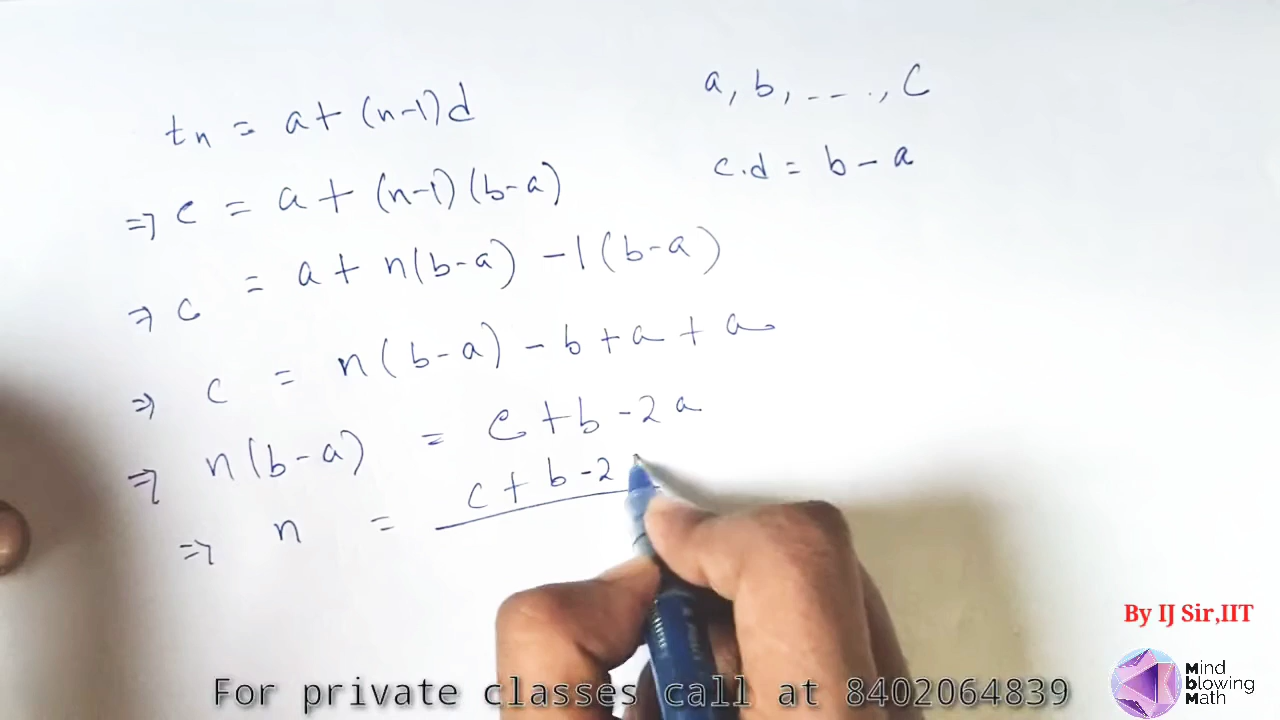 tn = a + (n-1)d
a, b, ---., C
c.d = b - a
=> c = a + (n-1)(b-a)
=> c = a + n(b-a) -1(b-a)
=> c = n(b-a) - b + a + a
=> n(b-a) = c + b - 2a
=> n = c + b - 2
By IJ Sir,IIT
Mind
blowing
Math
For private classes call at 8402064839